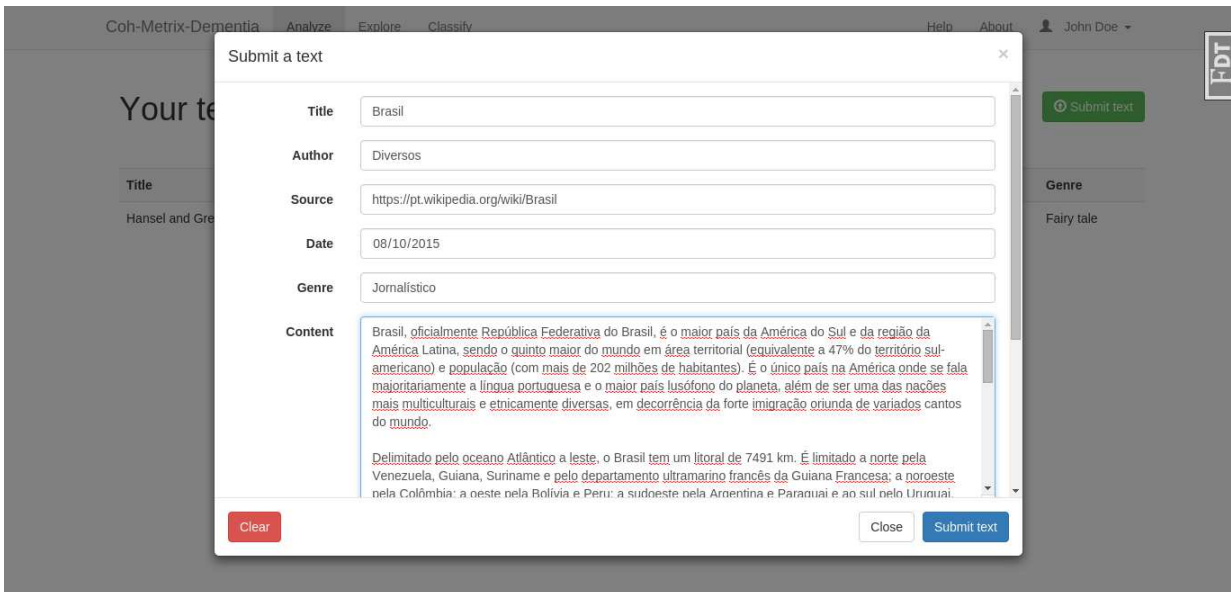 Coh-Metrix-Dementia Analyze Explore Classify Help About John Doe
Submit a text ×
FDT
Your te
Submit text
Title Brasil
Author Diversos
Title Genre
Source https://pt.wikipedia.org/wiki/Brasil
Hansel and Gre Fairy tale
Date 08/10/2015
Genre Jornalístico
Content
Brasil, oficialmente República Federativa do Brasil, é o maior país da América do Sul e da região da
América Latina, sendo o quinto maior do mundo em área territorial (equivalente a 47% do território sul-
americano) e população (com mais de 202 milhões de habitantes). É o único país na América onde se fala
majoritariamente a língua portuguesa e o maior país lusófono do planeta, além de ser uma das nações
mais multiculturais e etnicamente diversas, em decorrência da forte imigração oriunda de variados cantos
do mundo.
Delimitado pelo oceano Atlântico a leste, o Brasil tem um litoral de 7491 km. É limitado a norte pela
Venezuela, Guiana, Suriname e pelo departamento ultramarino francês da Guiana Francesa; a noroeste
pela Colômbia; a oeste pela Bolívia e Peru; a sudoeste pela Argentina e Paraguai e ao sul pelo Uruguai.
Clear Close Submit text